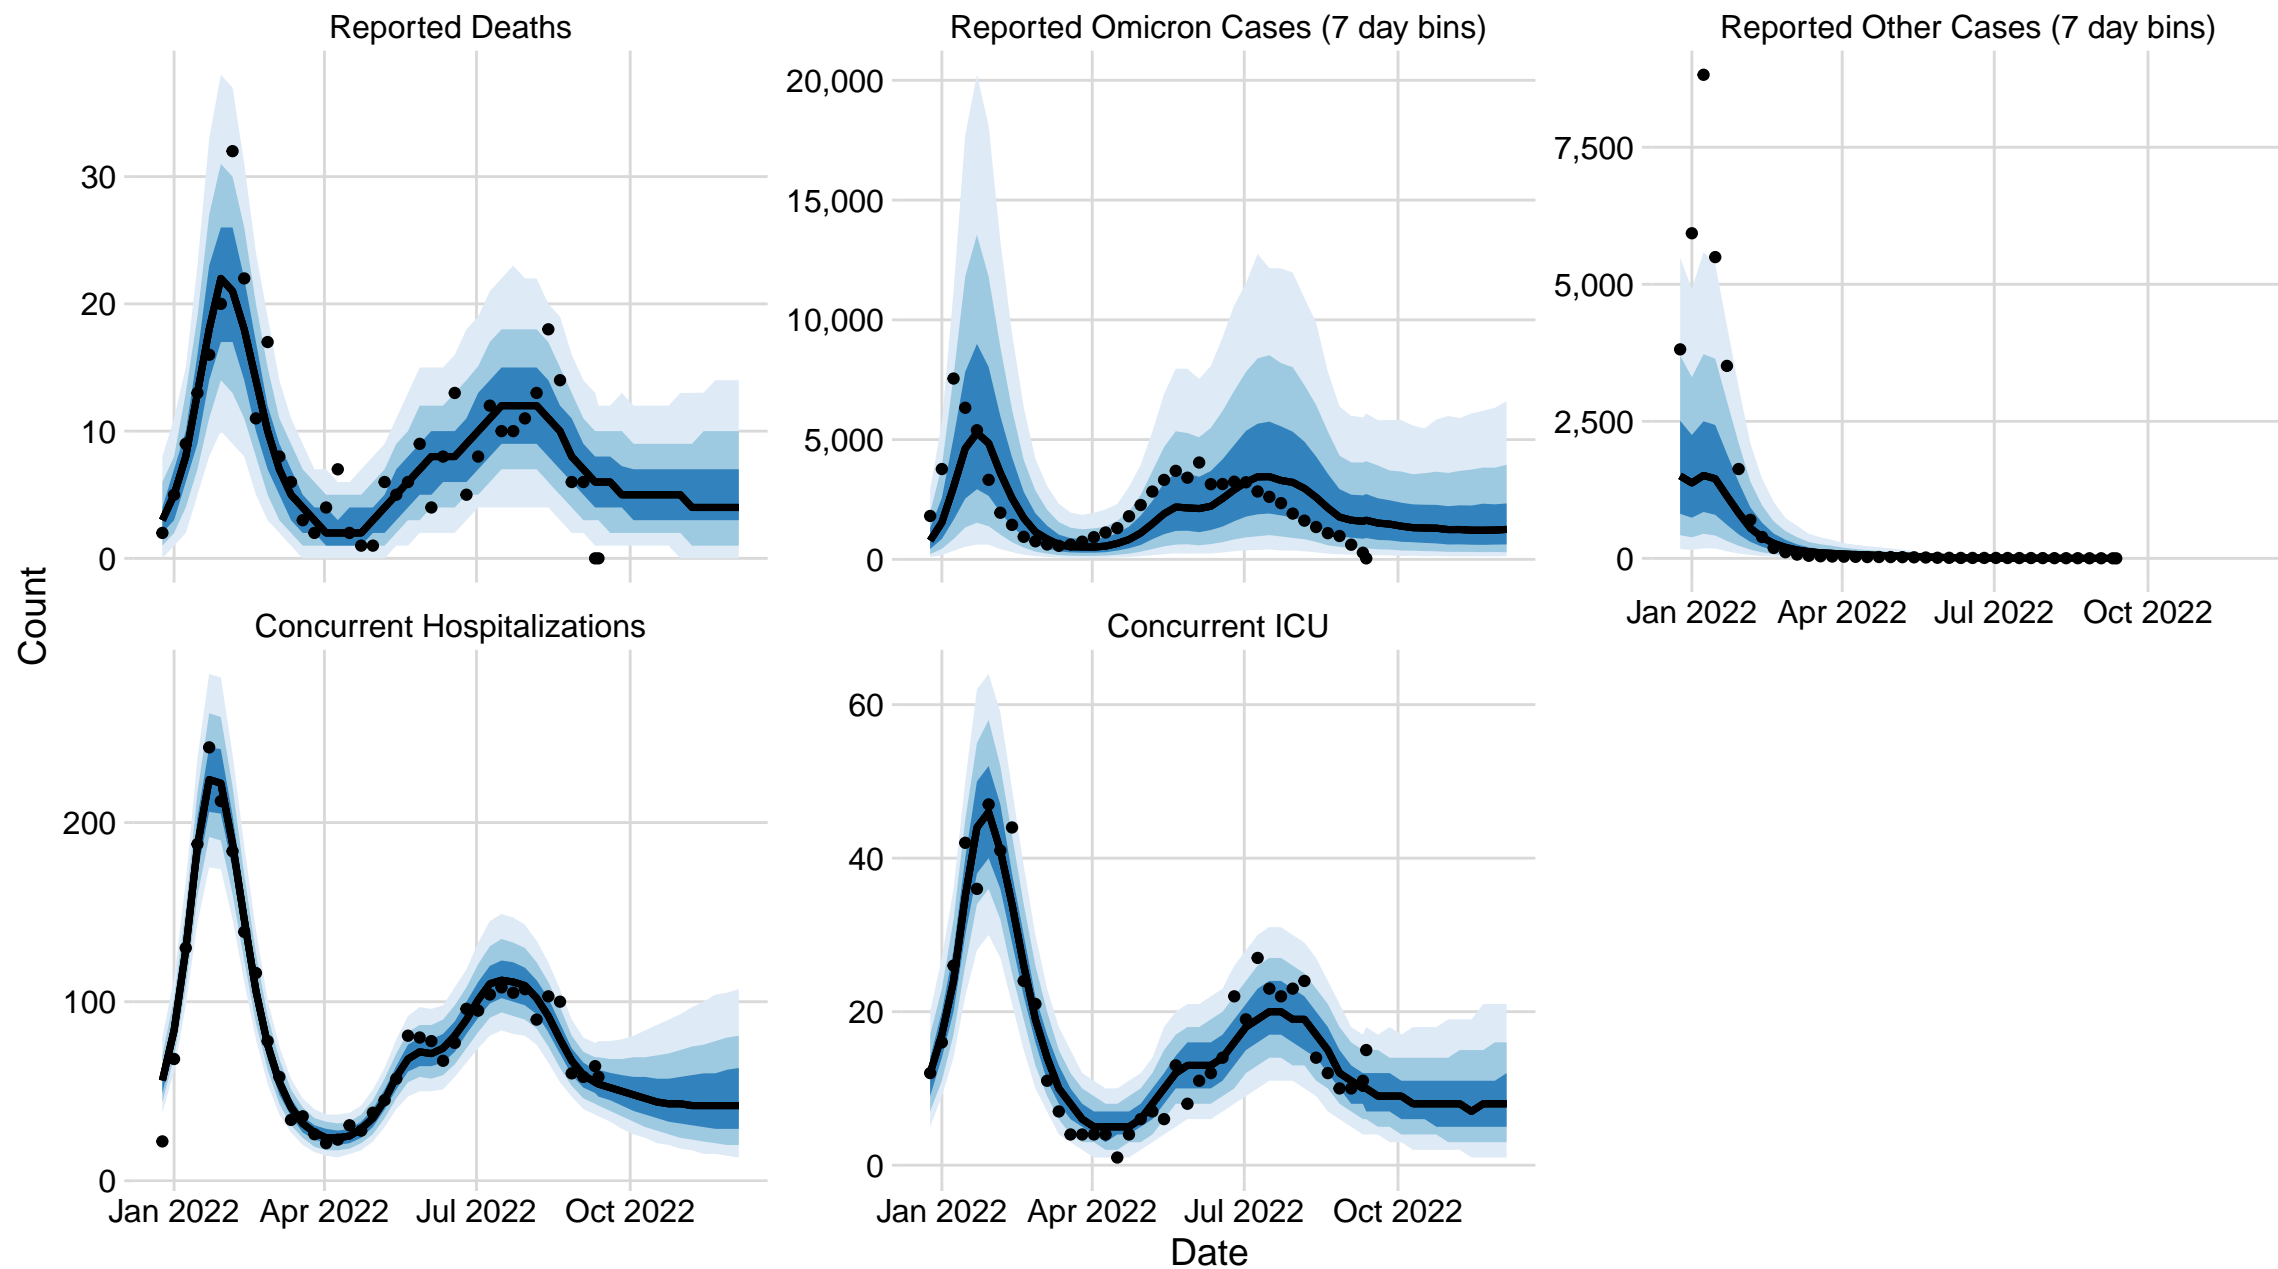 Reported Deaths
Reported Omicron Cases (7 day bins)
Reported Other Cases (7 day bins)
30
20
10
0
20,000
15,000
10,000
5,000
0
7,500
5,000
2,500
0
Jan 2022 Apr 2022 Jul 2022 Oct 2022
Count
Concurrent Hospitalizations
Concurrent ICU
200
100
0
60
40
20
0
Jan 2022 Apr 2022 Jul 2022 Oct 2022
Jan 2022 Apr 2022 Jul 2022 Oct 2022
Date